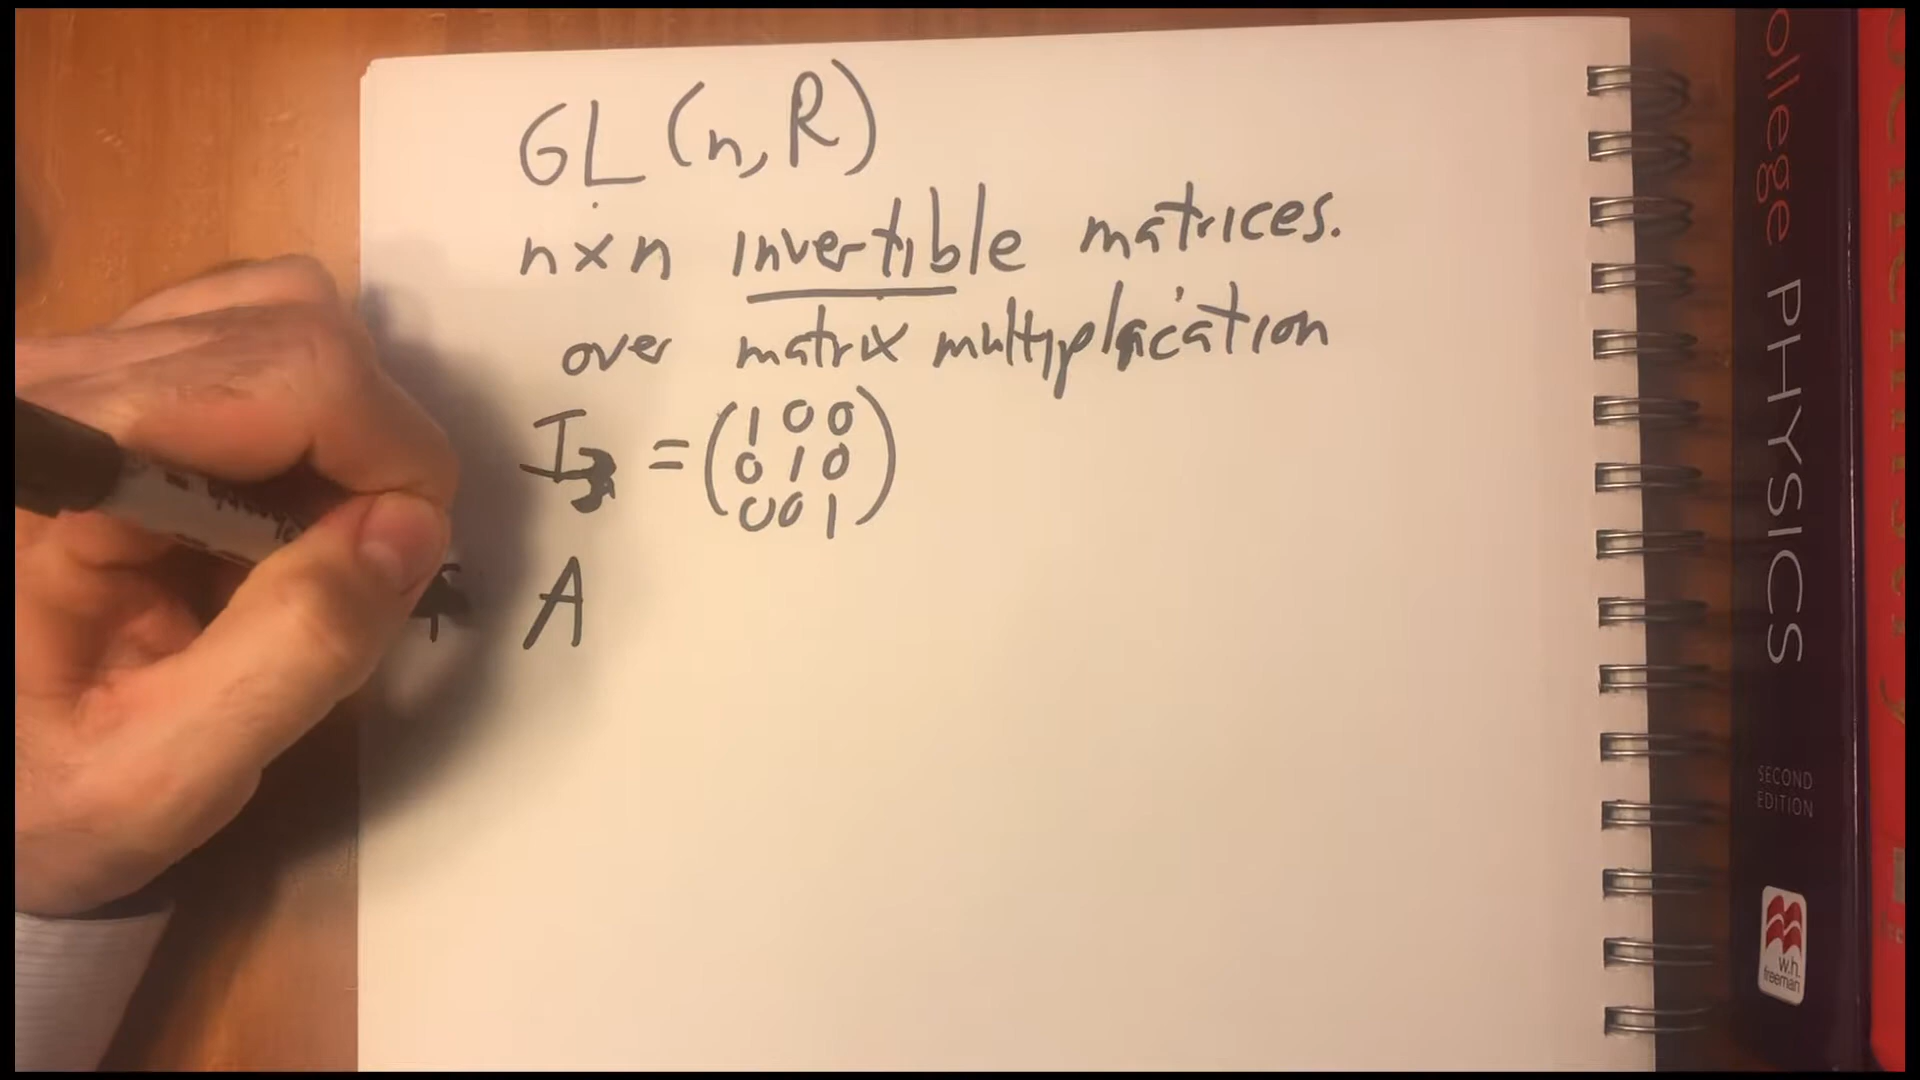 GL (n, R)
n×n invertible matrices.
over matrix multiplacation
I₃ = (1 0 0
0 1 0
0 0 1)
A
ollege PHYSICS
SECOND
EDITION
w.h.
freeman